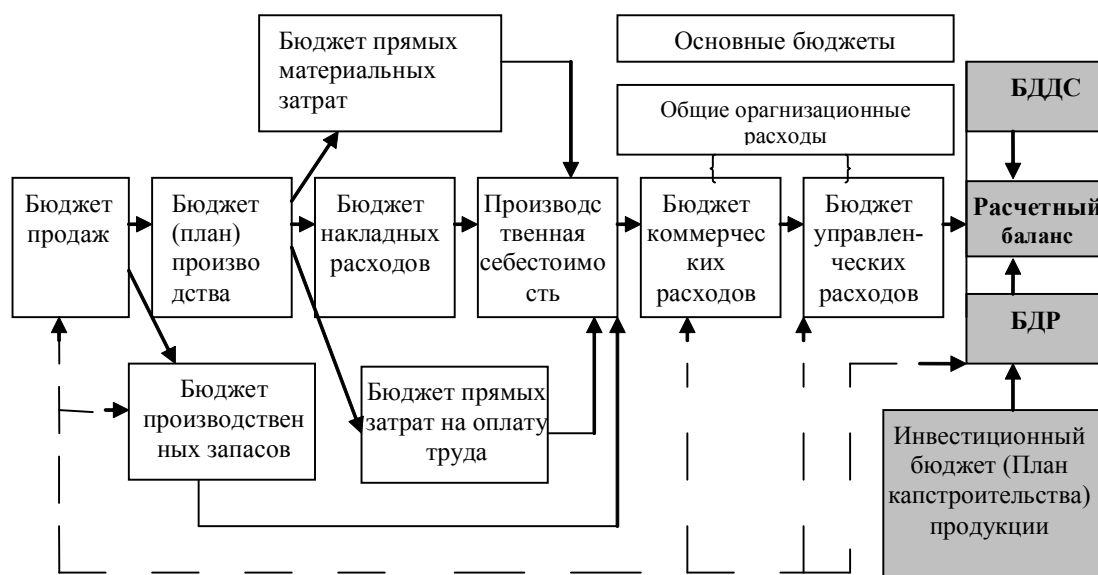 Бюджет прямых
материальных
затрат
Основные бюджеты
БДДС
Общие орагнизационные
расходы
Бюджет
продаж
Бюджет
(план)
произво
дства
Бюджет
накладных
расходов
Производс
твенная
себестоимо
сть
Бюджет
коммерчес
ких
расходов
Бюджет
управлен-
ческих
расходов
Расчетный
баланс
БДР
Бюджет
производствен
ных запасов
Бюджет прямых
затрат на оплату
труда
Инвестиционный
бюджет (План
капстроительства)
продукции